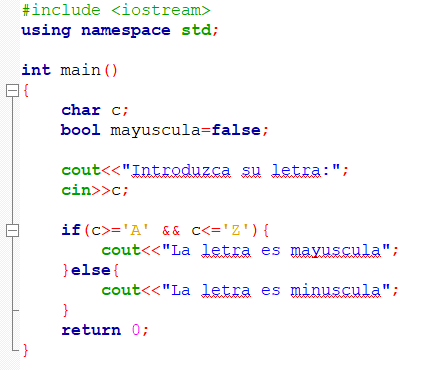 #include <iostream>
using namespace std;
int main()
{
char c;
bool mayuscula=false;
cout<<"Introduzca su letra:";
cin>>c;
if(c>='A' && c<='Z'){
cout<<"La letra es mayuscula";
}else{
cout<<"La letra es minuscula";
}
return 0;
}